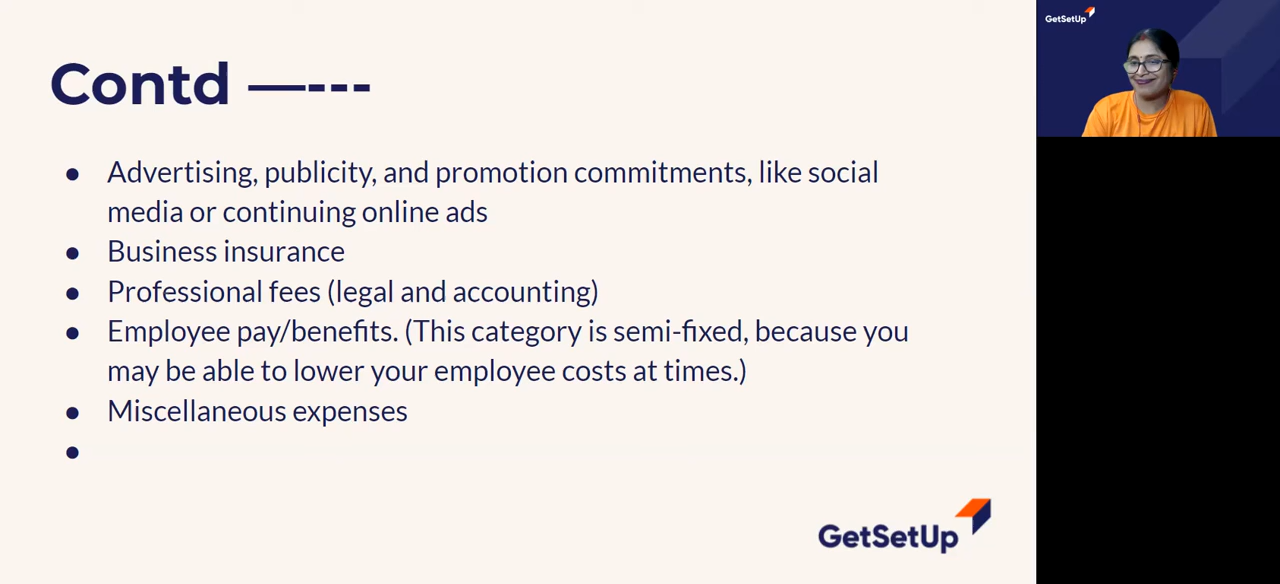 Contd —---
● Advertising, publicity, and promotion commitments, like social
media or continuing online ads
● Business insurance
● Professional fees (legal and accounting)
● Employee pay/benefits. (This category is semi-fixed, because you
may be able to lower your employee costs at times.)
● Miscellaneous expenses
●
GetSetUp
GetSetUp